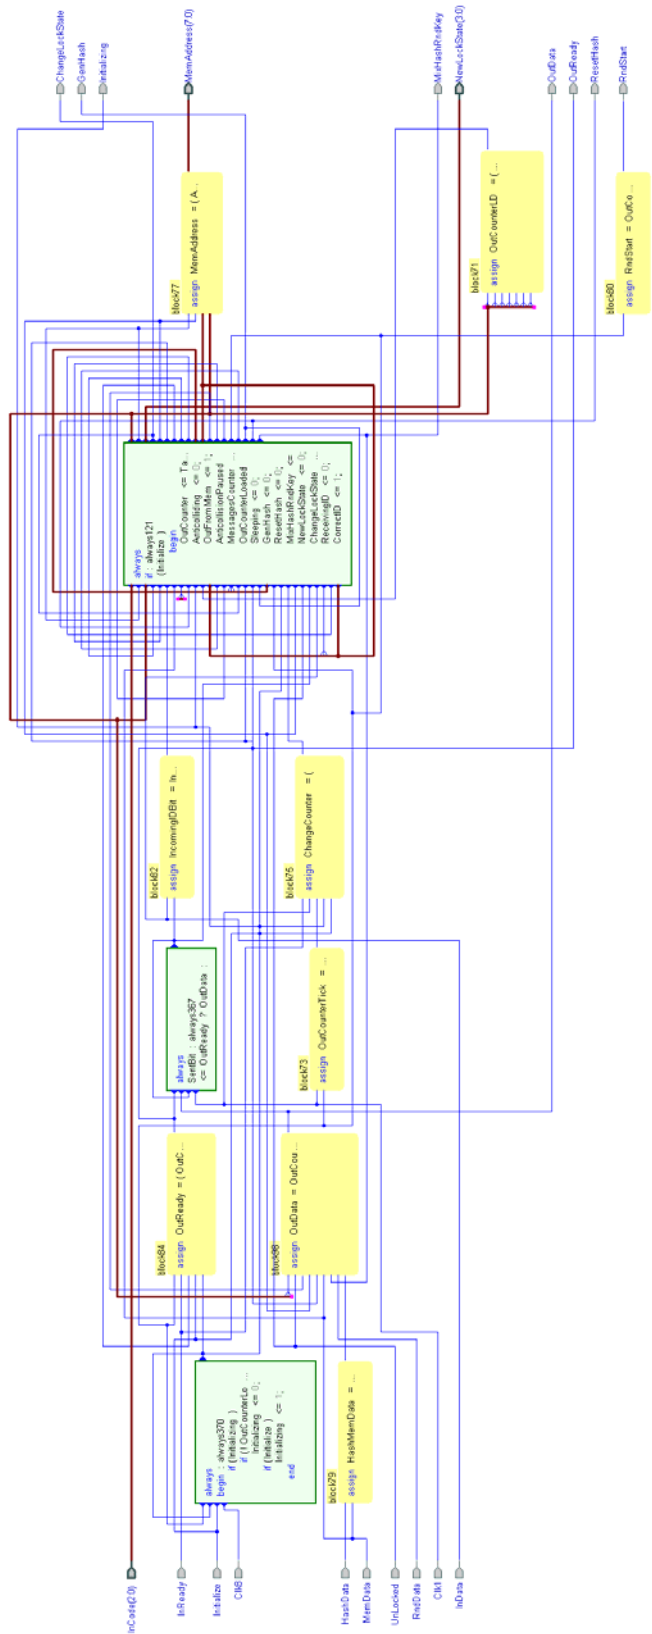 ChangeLockState
GenHash
Initializing
MemAddress(7:0)
MixHashRndKey
NewLockState(3:0)
OutData
OutReady
ResetHash
RndStart
block77
assign MemAddress = ( A...
block71
assign OutCounterLD = ( ...
block80
assign RndStart = OutCo ...
always
if : always121
(Initialize )
begin
OutCounter <= Ta...
Anticolliding <= 0;
OutFromMem <= 1;
AnticollisionPaused
MessagesCounter ...
OutCounterLoaded
Sleeping <= 0;
GenHash <= 0;
ResetHash <= 0;
MixHashRndKey <=
NewLockState <= 0;
ChangeLockState ...
ReceivingID <= 0;
CorrectID <= 1;
block82
assign IncomingIDBit = In...
block75
assign ChangeCounter = (
always
SentBit : always367
<= OutReady ? OutData :
block73
assign OutCounterTick = ...
block84
assign OutReady = ( OutC...
assign OutData = OutCou...
always
begin : always370
if (Initializing )
if ( ! OutCounterLo ...
Initializing <= 0;
if (Initialize )
Initializing <= 1;
end
block79
assign HashMemData = ...
InCode(2:0)
InReady
Initialize
HashData
MemData
UnLocked
RndData
Clk1
InData